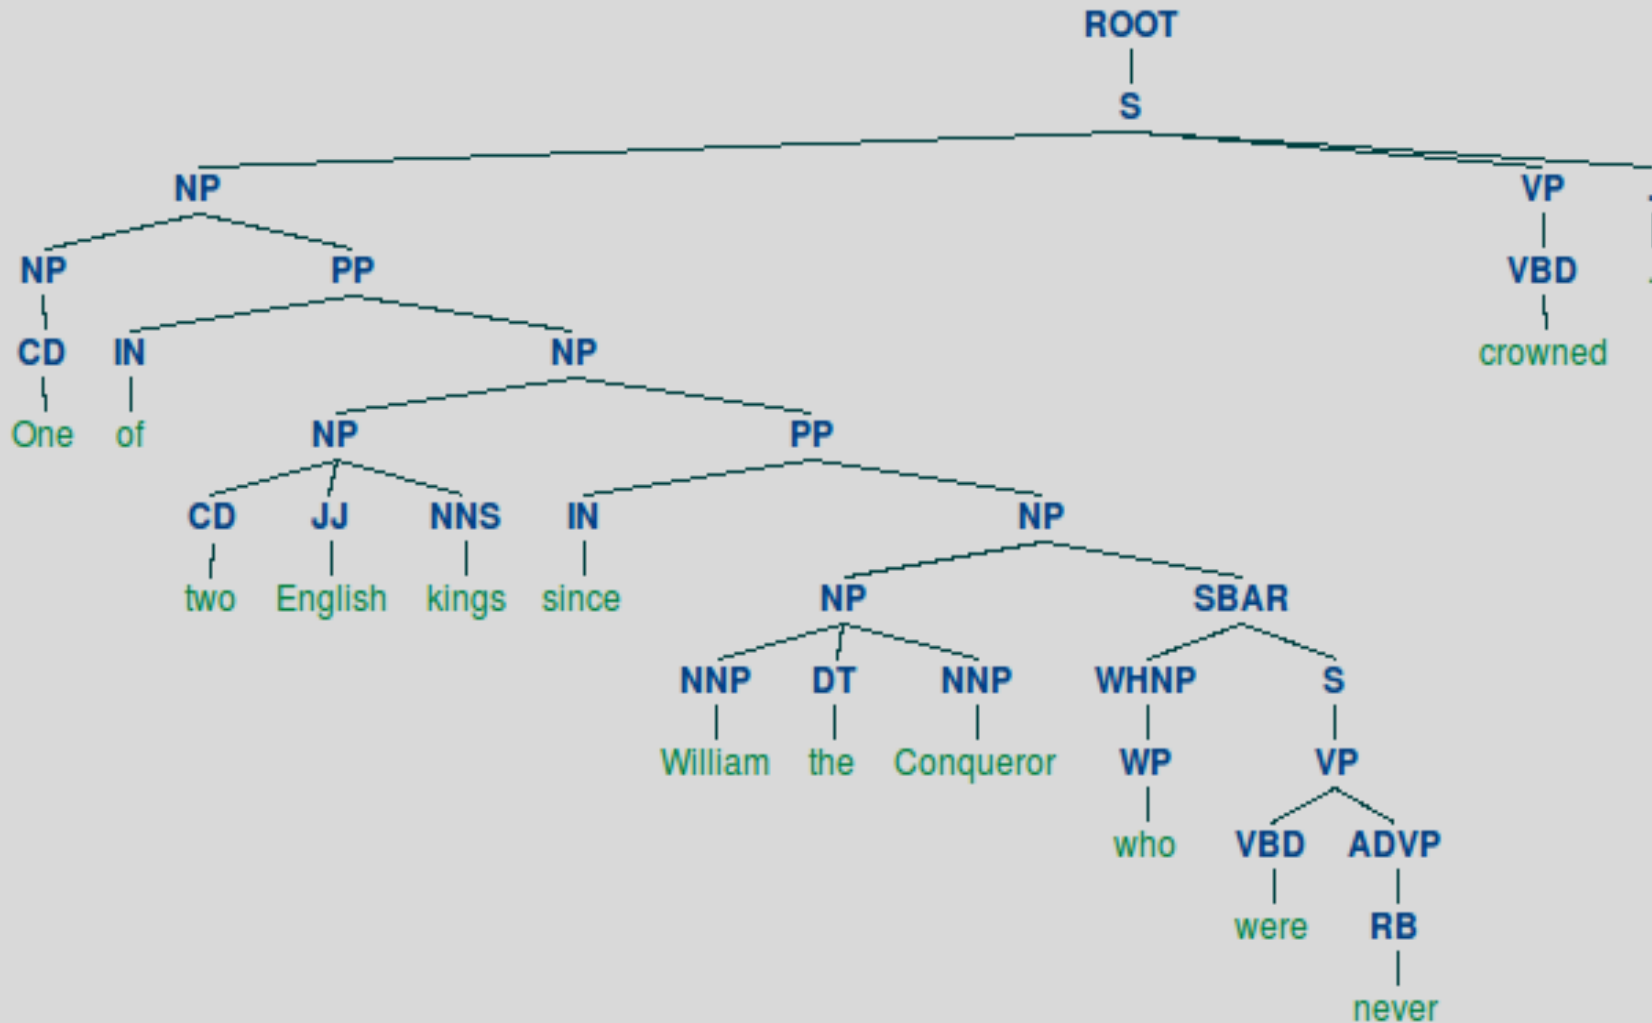 ROOT
S
NP VP
NP PP VBD
CD IN NP crowned
One of NP PP
CD JJ NNS IN NP
two English kings since NP SBAR
NNP DT NNP WHNP S
William the Conqueror WP VP
who VBD ADVP
were RB
never